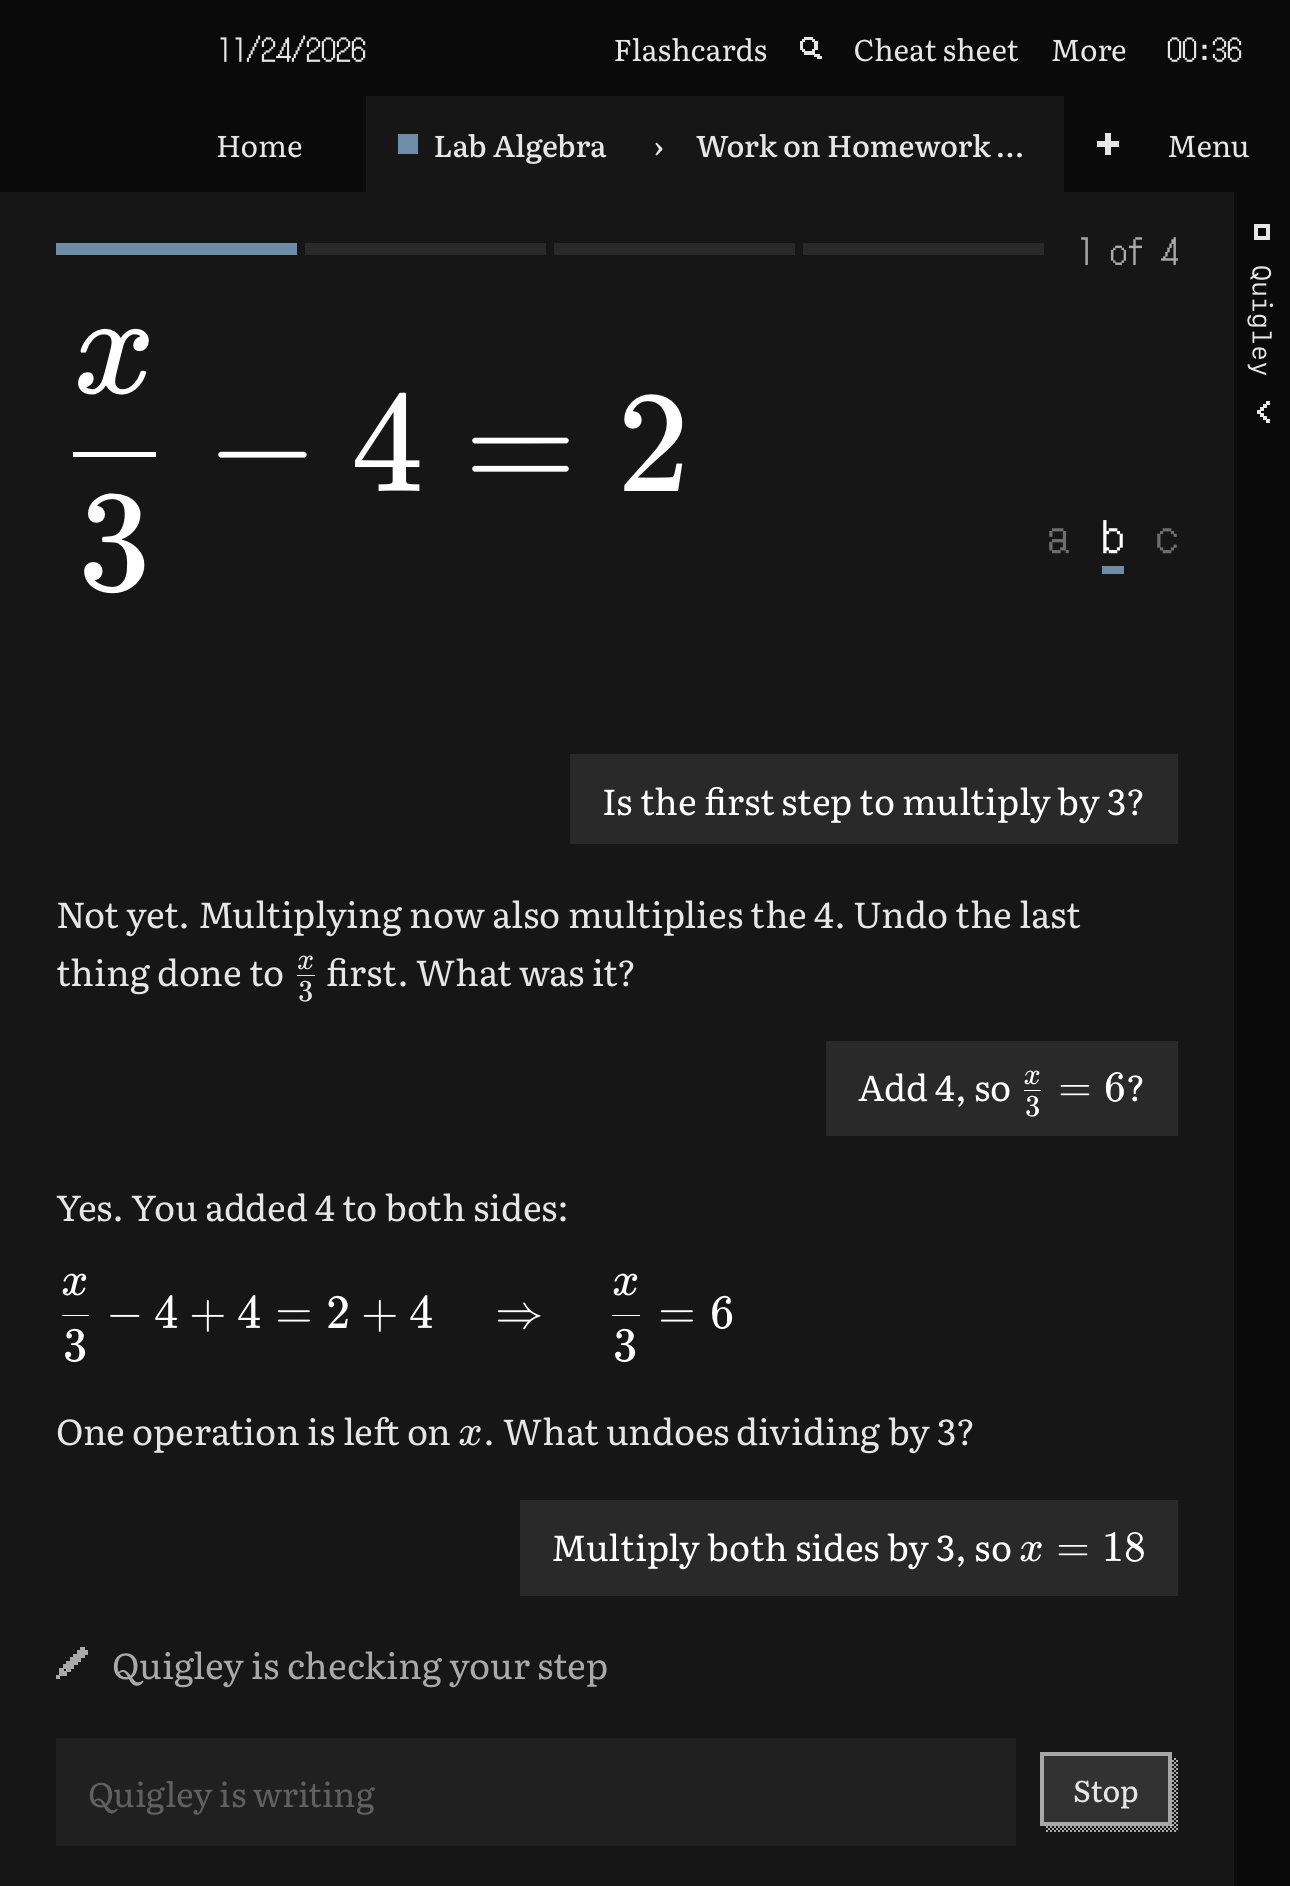 11/24/2026 Flashcards Cheat sheet More 00:36
Home Lab Algebra › Work on Homework ... Menu
1 of 4
Quigley
x/3 − 4 = 2
a b c
Is the first step to multiply by 3?
Not yet. Multiplying now also multiplies the 4. Undo the last
thing done to x/3 first. What was it?
Add 4, so x/3 = 6?
Yes. You added 4 to both sides:
x/3 − 4 + 4 = 2 + 4 ⇒ x/3 = 6
One operation is left on x. What undoes dividing by 3?
Multiply both sides by 3, so x = 18
Quigley is checking your step
Quigley is writing
Stop